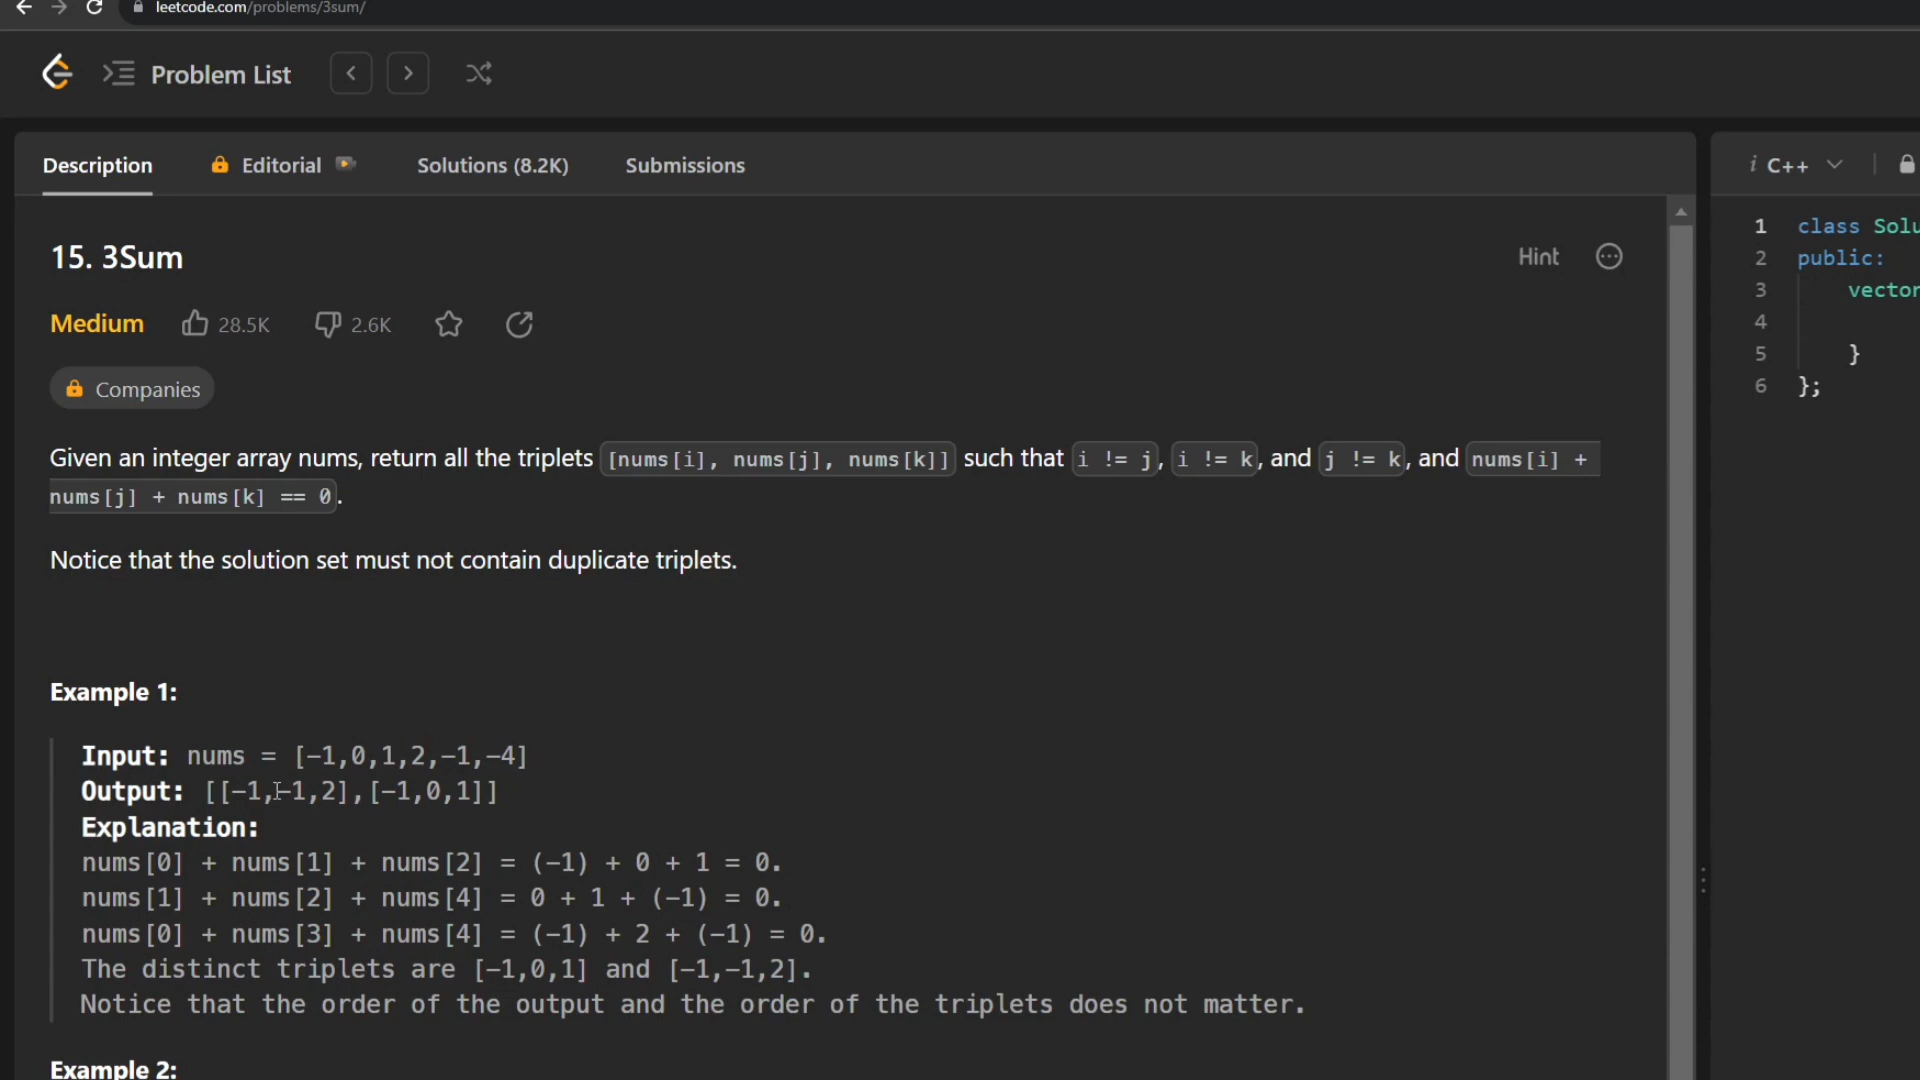 leetcode.com/problems/3sum/
Problem List
Description Editorial Solutions (8.2K) Submissions
i C++
15. 3Sum
Hint
Medium 28.5K 2.6K
Companies
Given an integer array nums, return all the triplets [nums[i], nums[j], nums[k]] such that i != j, i != k, and j != k, and nums[i] +
nums[j] + nums[k] == 0.
Notice that the solution set must not contain duplicate triplets.
Example 1:
Input: nums = [-1,0,1,2,-1,-4]
Output: [[-1,-1,2],[-1,0,1]]
Explanation:
nums[0] + nums[1] + nums[2] = (-1) + 0 + 1 = 0.
nums[1] + nums[2] + nums[4] = 0 + 1 + (-1) = 0.
nums[0] + nums[3] + nums[4] = (-1) + 2 + (-1) = 0.
The distinct triplets are [-1,0,1] and [-1,-1,2].
Notice that the order of the output and the order of the triplets does not matter.
Example 2:
1 class Solu
2 public:
3 vector
4
5 }
6 };